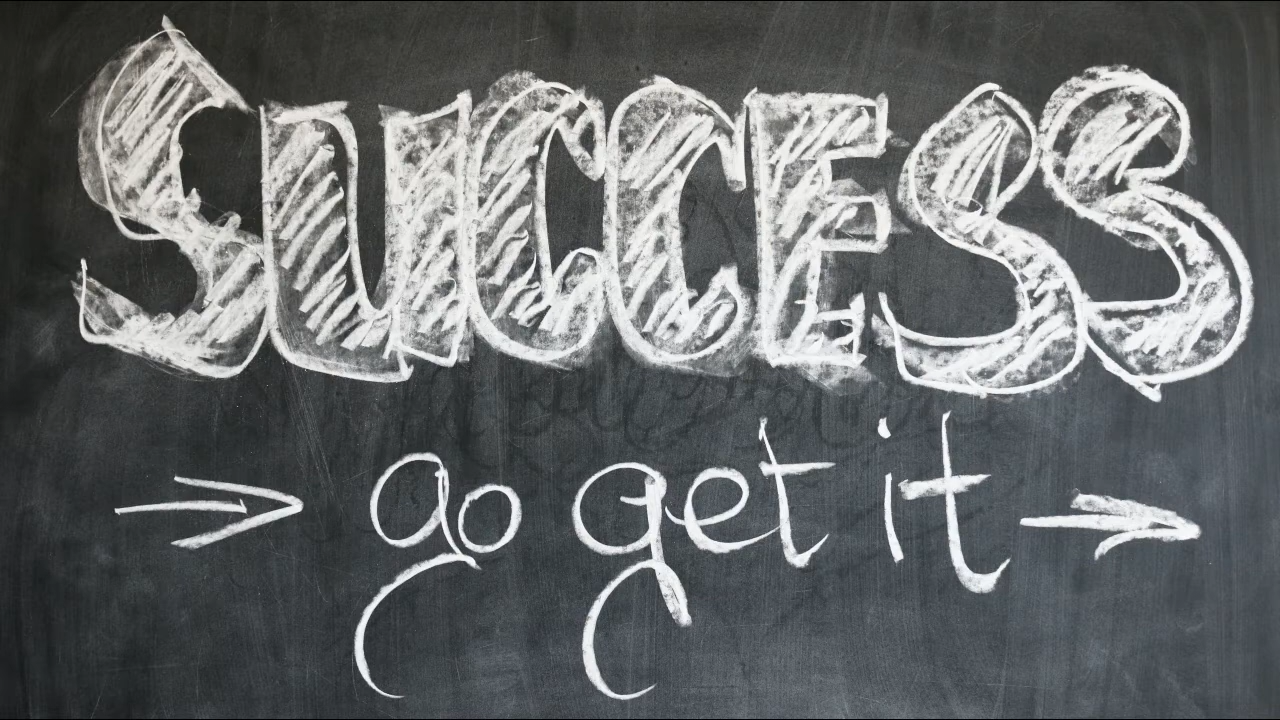 SUCCESS
→ go get it →